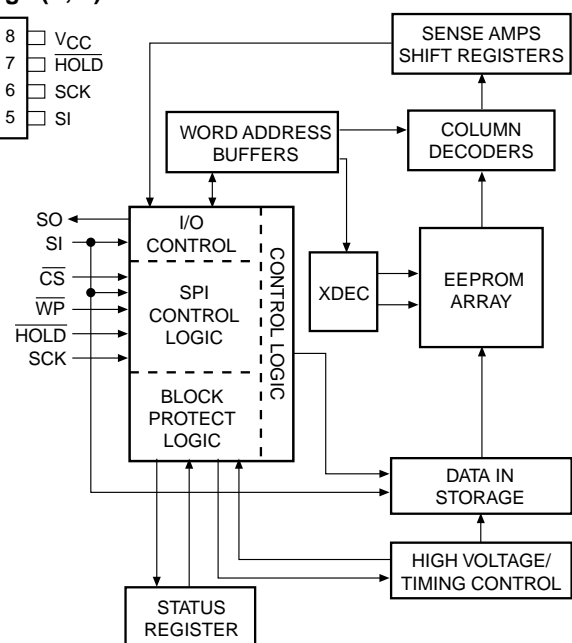 8 VCC
7 HOLD
6 SCK
5 SI
SENSE AMPS
SHIFT REGISTERS
WORD ADDRESS
BUFFERS
COLUMN
DECODERS
SO
SI
CS
WP
HOLD
SCK
I/O
CONTROL
SPI
CONTROL
LOGIC
BLOCK
PROTECT
LOGIC
CONTROL LOGIC
XDEC
EEPROM
ARRAY
DATA IN
STORAGE
HIGH VOLTAGE/
TIMING CONTROL
STATUS
REGISTER